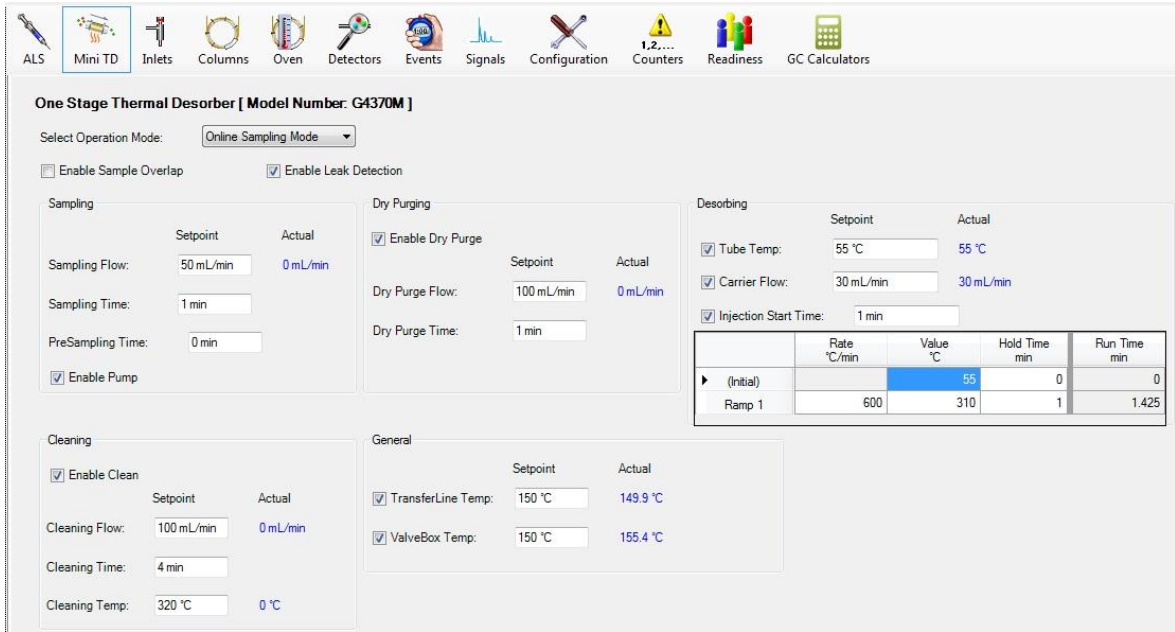 ALS Mini TD Inlets Columns Oven Detectors Events Signals Configuration 1,2,... Counters Readiness GC Calculators
One Stage Thermal Desorber [ Model Number: G4370M ]
Select Operation Mode: Online Sampling Mode
Enable Sample Overlap Enable Leak Detection
Sampling
Setpoint Actual
Sampling Flow: 50 mL/min 0 mL/min
Sampling Time: 1 min
PreSampling Time: 0 min
Enable Pump
Dry Purging
Enable Dry Purge
Setpoint Actual
Dry Purge Flow: 100 mL/min 0 mL/min
Dry Purge Time: 1 min
Desorbing
Setpoint Actual
Tube Temp: 55 °C 55 °C
Carrier Flow: 30 mL/min 30 mL/min
Injection Start Time: 1 min
Rate Value Hold Time Run Time
°C/min °C min min
(Initial) 55 0 0
Ramp 1 600 310 1 1.425
Cleaning
Enable Clean
Setpoint Actual
Cleaning Flow: 100 mL/min 0 mL/min
Cleaning Time: 4 min
Cleaning Temp: 320 °C 0 °C
General
Setpoint Actual
TransferLine Temp: 150 °C 149.9 °C
ValveBox Temp: 150 °C 155.4 °C